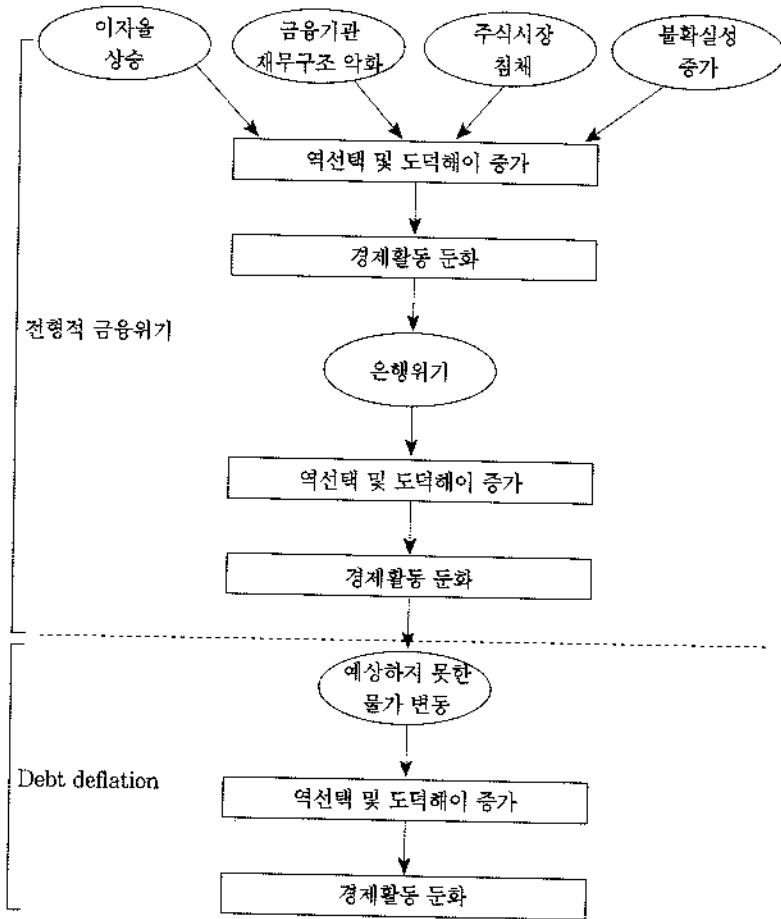 이자율
상승
금융기관
재무구조 악화
주식시장
침체
불확실성
증가
역선택 및 도덕해이 증가
경제활동 둔화
전형적 금융위기
은행위기
역선택 및 도덕해이 증가
경제활동 둔화
예상하지 못한
물가 변동
Debt deflation
역선택 및 도덕해이 증가
경제활동 둔화